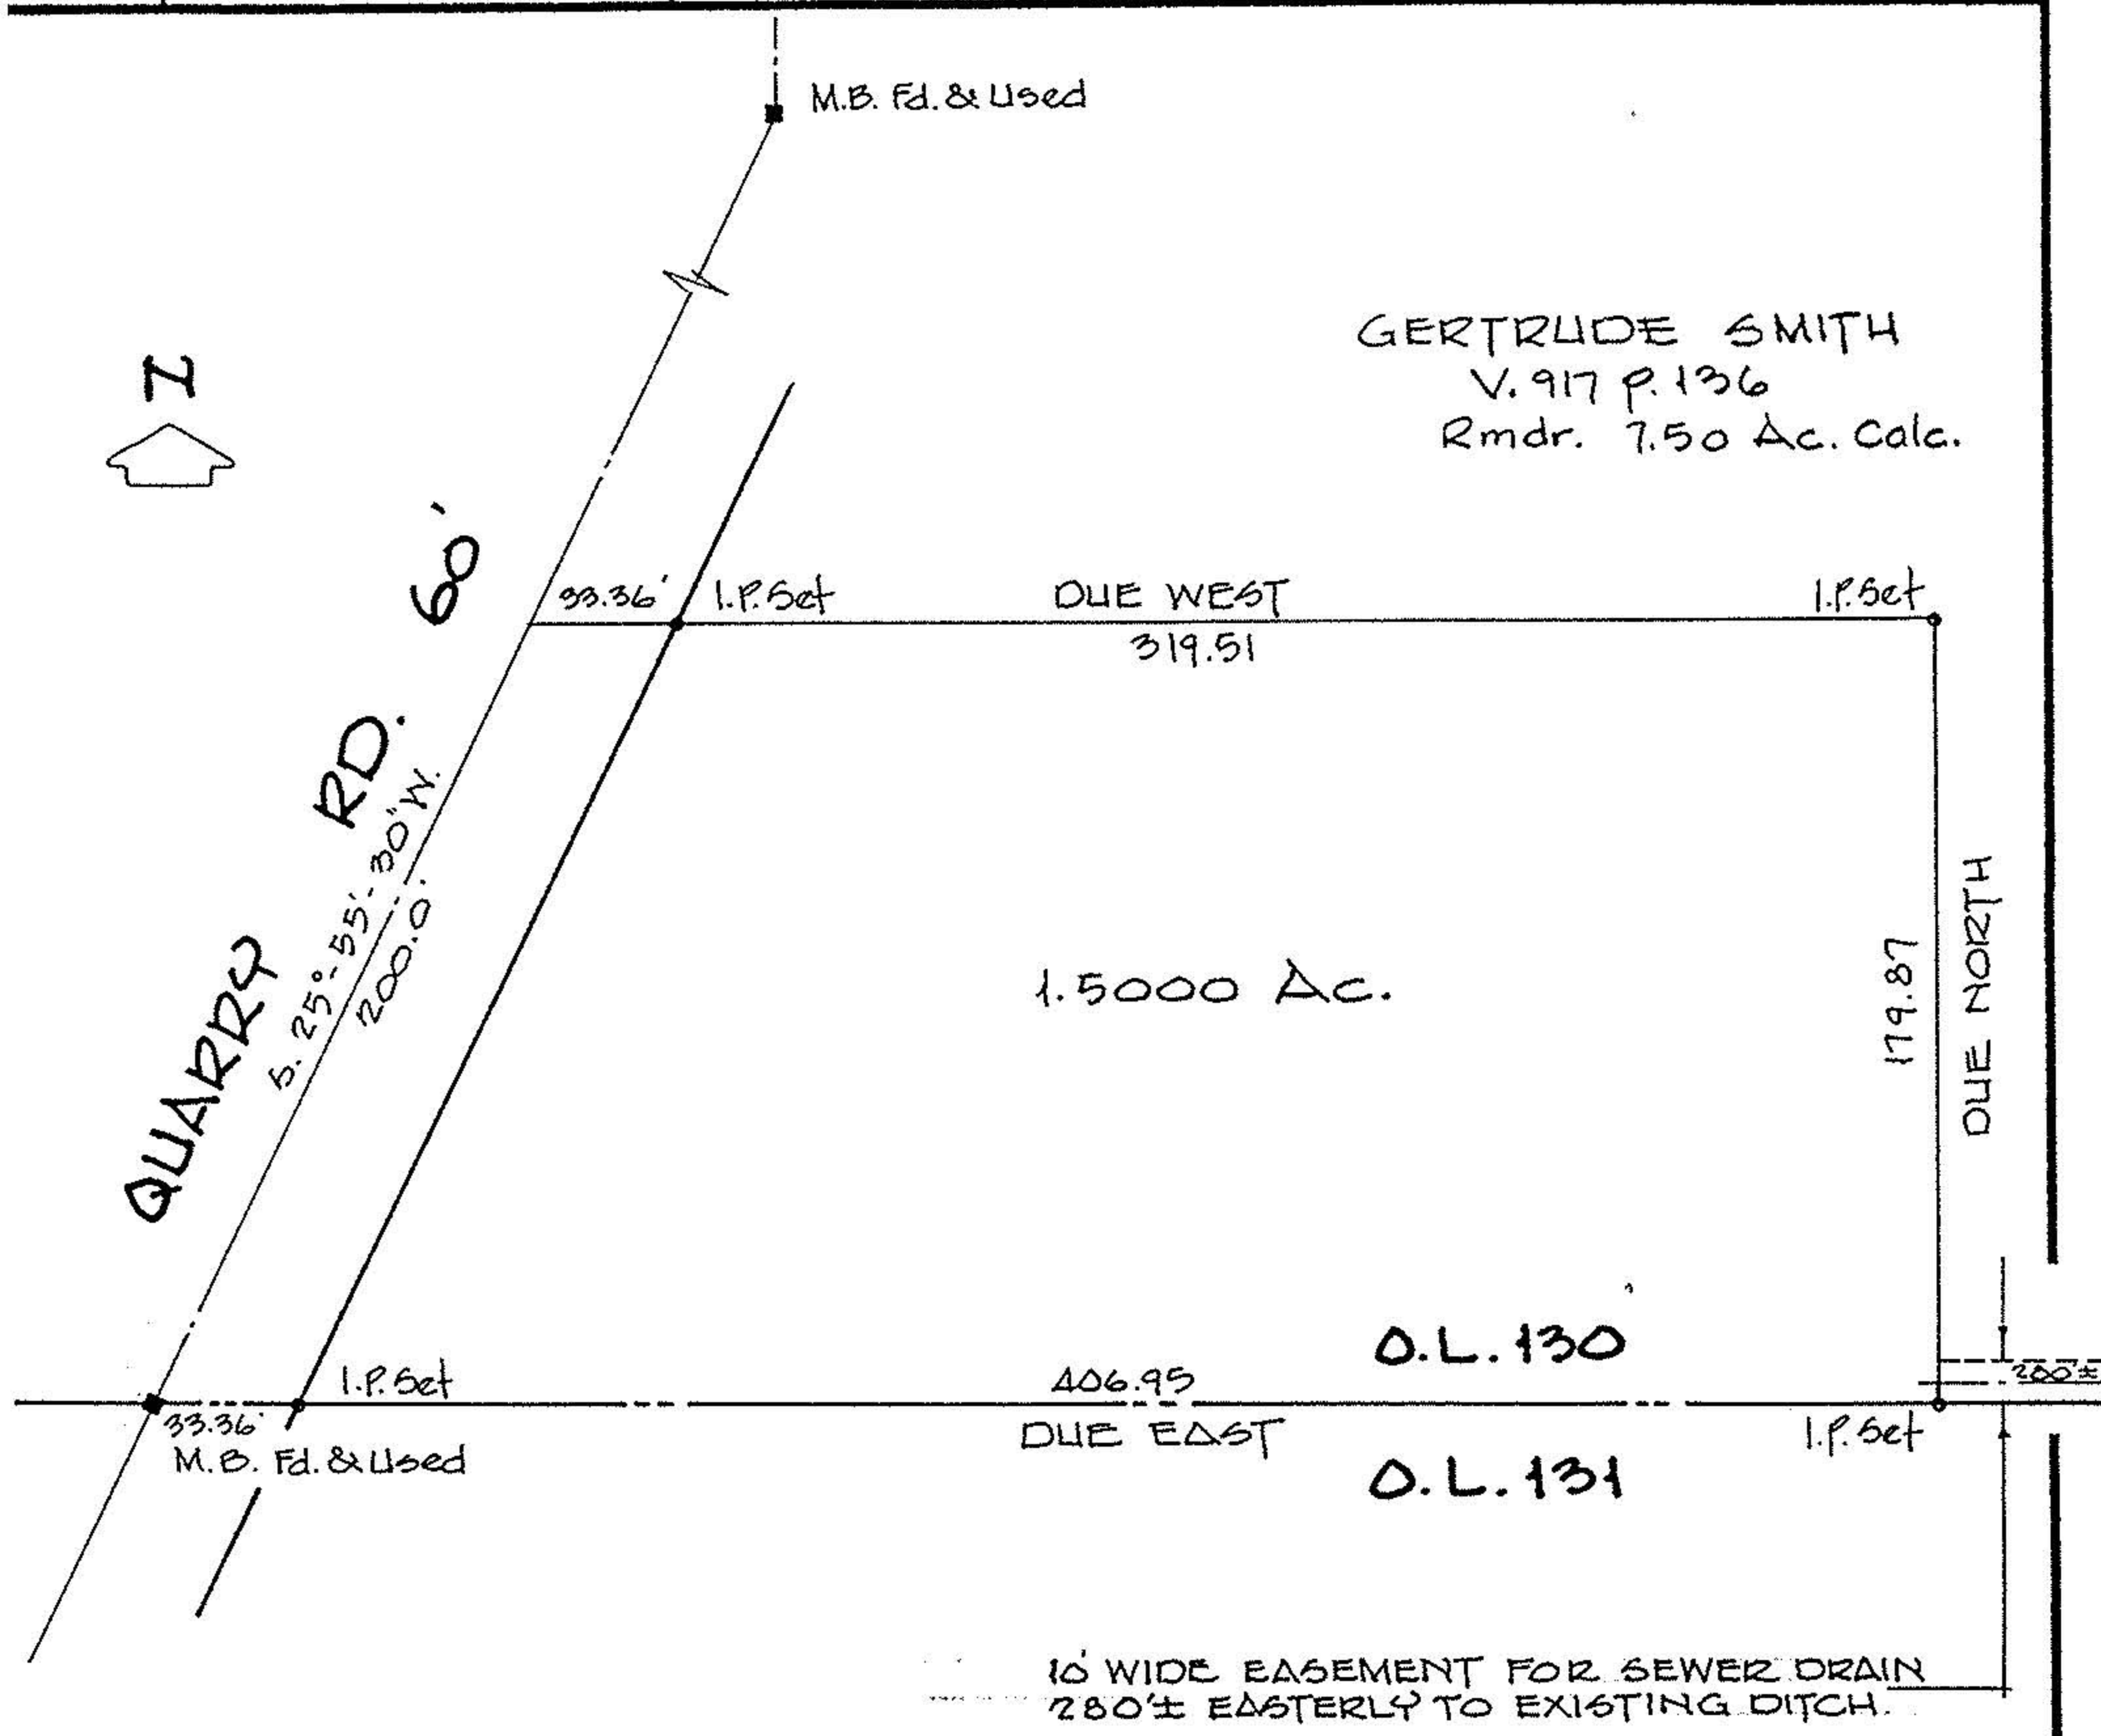 M.B. Fd. & Used
GERTRUDE SMITH
V. 917 P. 136
Rmdr. 7.50 Ac. Calc.
N
QUARRY RD. 60'
33.36'
I.P. Set
DUE WEST
319.51
I.P. Set
S. 25°-55'-30" W.
200.0'
1.5000 Ac.
179.87
DUE NORTH
O.L. 130
I.P. Set
406.95
DUE EAST
280'±
33.36'
M.B. Fd. & Used
I.P. Set
O.L. 131
10' WIDE EASEMENT FOR SEWER DRAIN
280'± EASTERLY TO EXISTING DITCH.